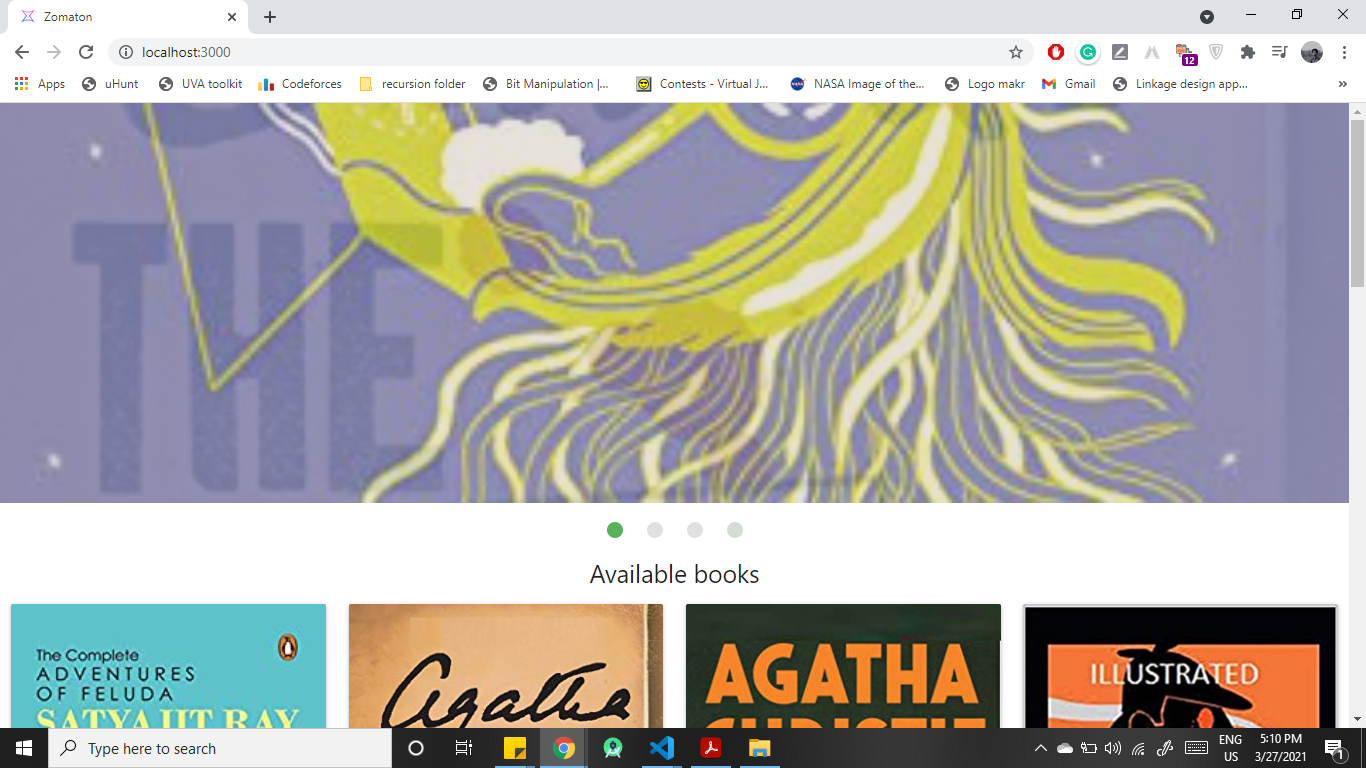 Zomaton
localhost:3000
12
Apps
uHunt
UVA toolkit
Codeforces
recursion folder
Bit Manipulation |...
Contests - Virtual J...
NASA Image of the...
Logo makr
Gmail
Linkage design app...
»
THE
Available books
The Complete
ADVENTURES
OF FELUDA
SATYAJIT RAY
Agatha
AGATHA
CHRISTIE
ILLUSTRATED
Type here to search
ENG
US
5:10 PM
3/27/2021
1